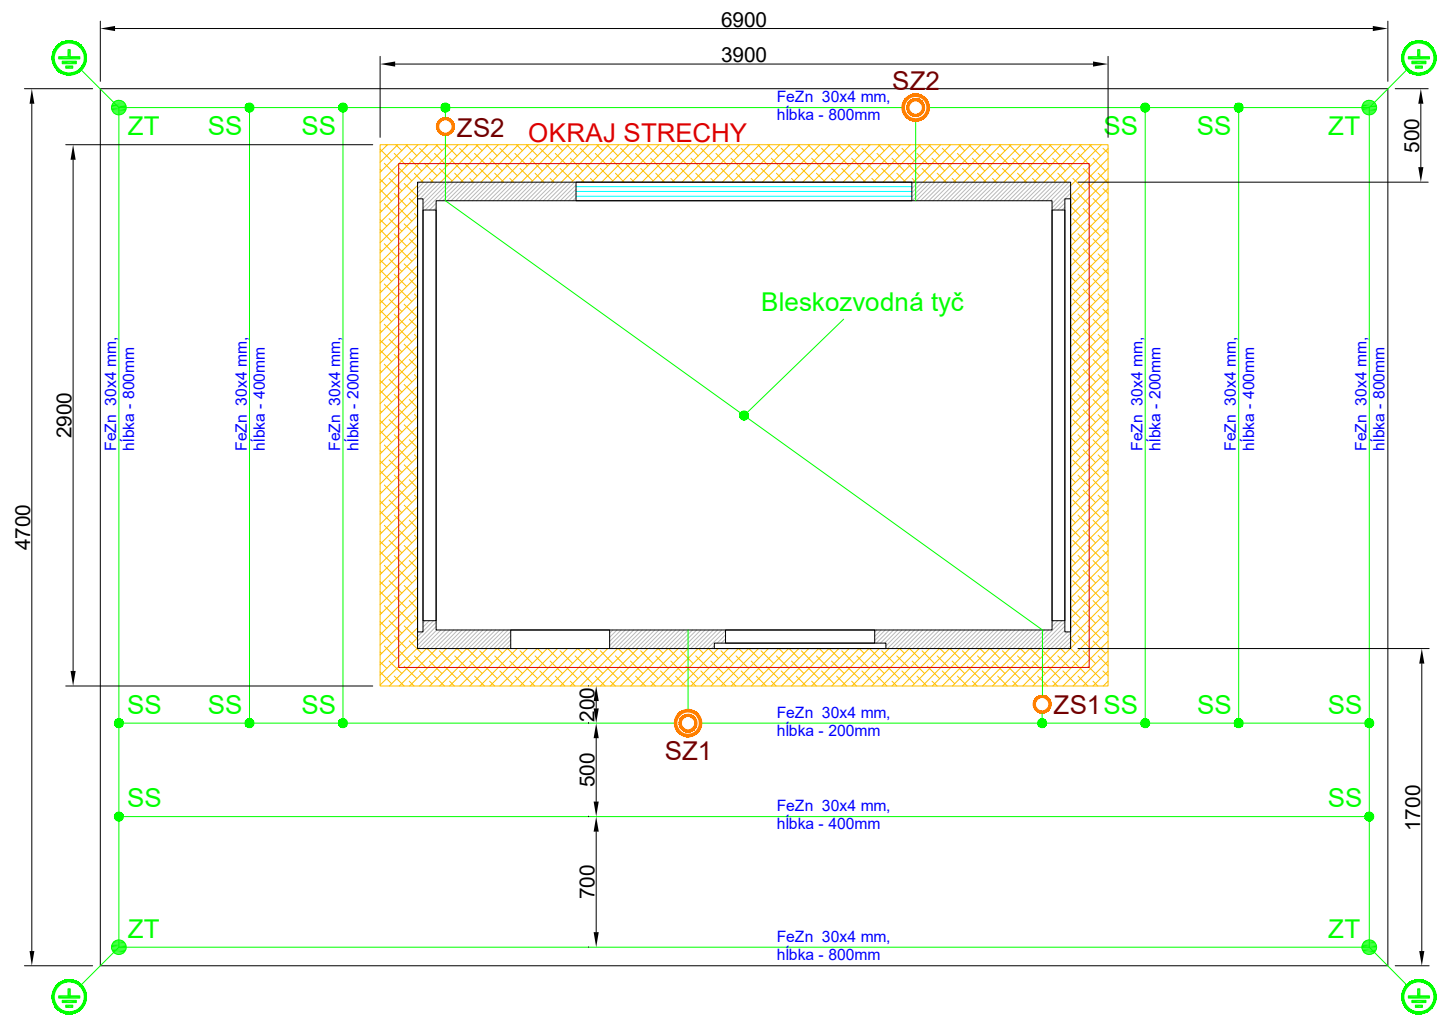 6900
3900
SZ2
FeZn 30x4 mm,
hĺbka - 800mm
ZT
SS
SS
ZS2
OKRAJ STRECHY
SS
SS
ZT
500
Bleskozvodná tyč
FeZn 30x4 mm,
hĺbka - 800mm
FeZn 30x4 mm,
hĺbka - 400mm
FeZn 30x4 mm,
hĺbka - 200mm
FeZn 30x4 mm,
hĺbka - 200mm
FeZn 30x4 mm,
hĺbka - 400mm
FeZn 30x4 mm,
hĺbka - 800mm
2900
4700
SS
SS
SS
200
SZ1
FeZn 30x4 mm,
hĺbka - 200mm
ZS1
SS
SS
SS
500
SS
FeZn 30x4 mm,
hĺbka - 400mm
SS
1700
700
ZT
FeZn 30x4 mm,
hĺbka - 800mm
ZT